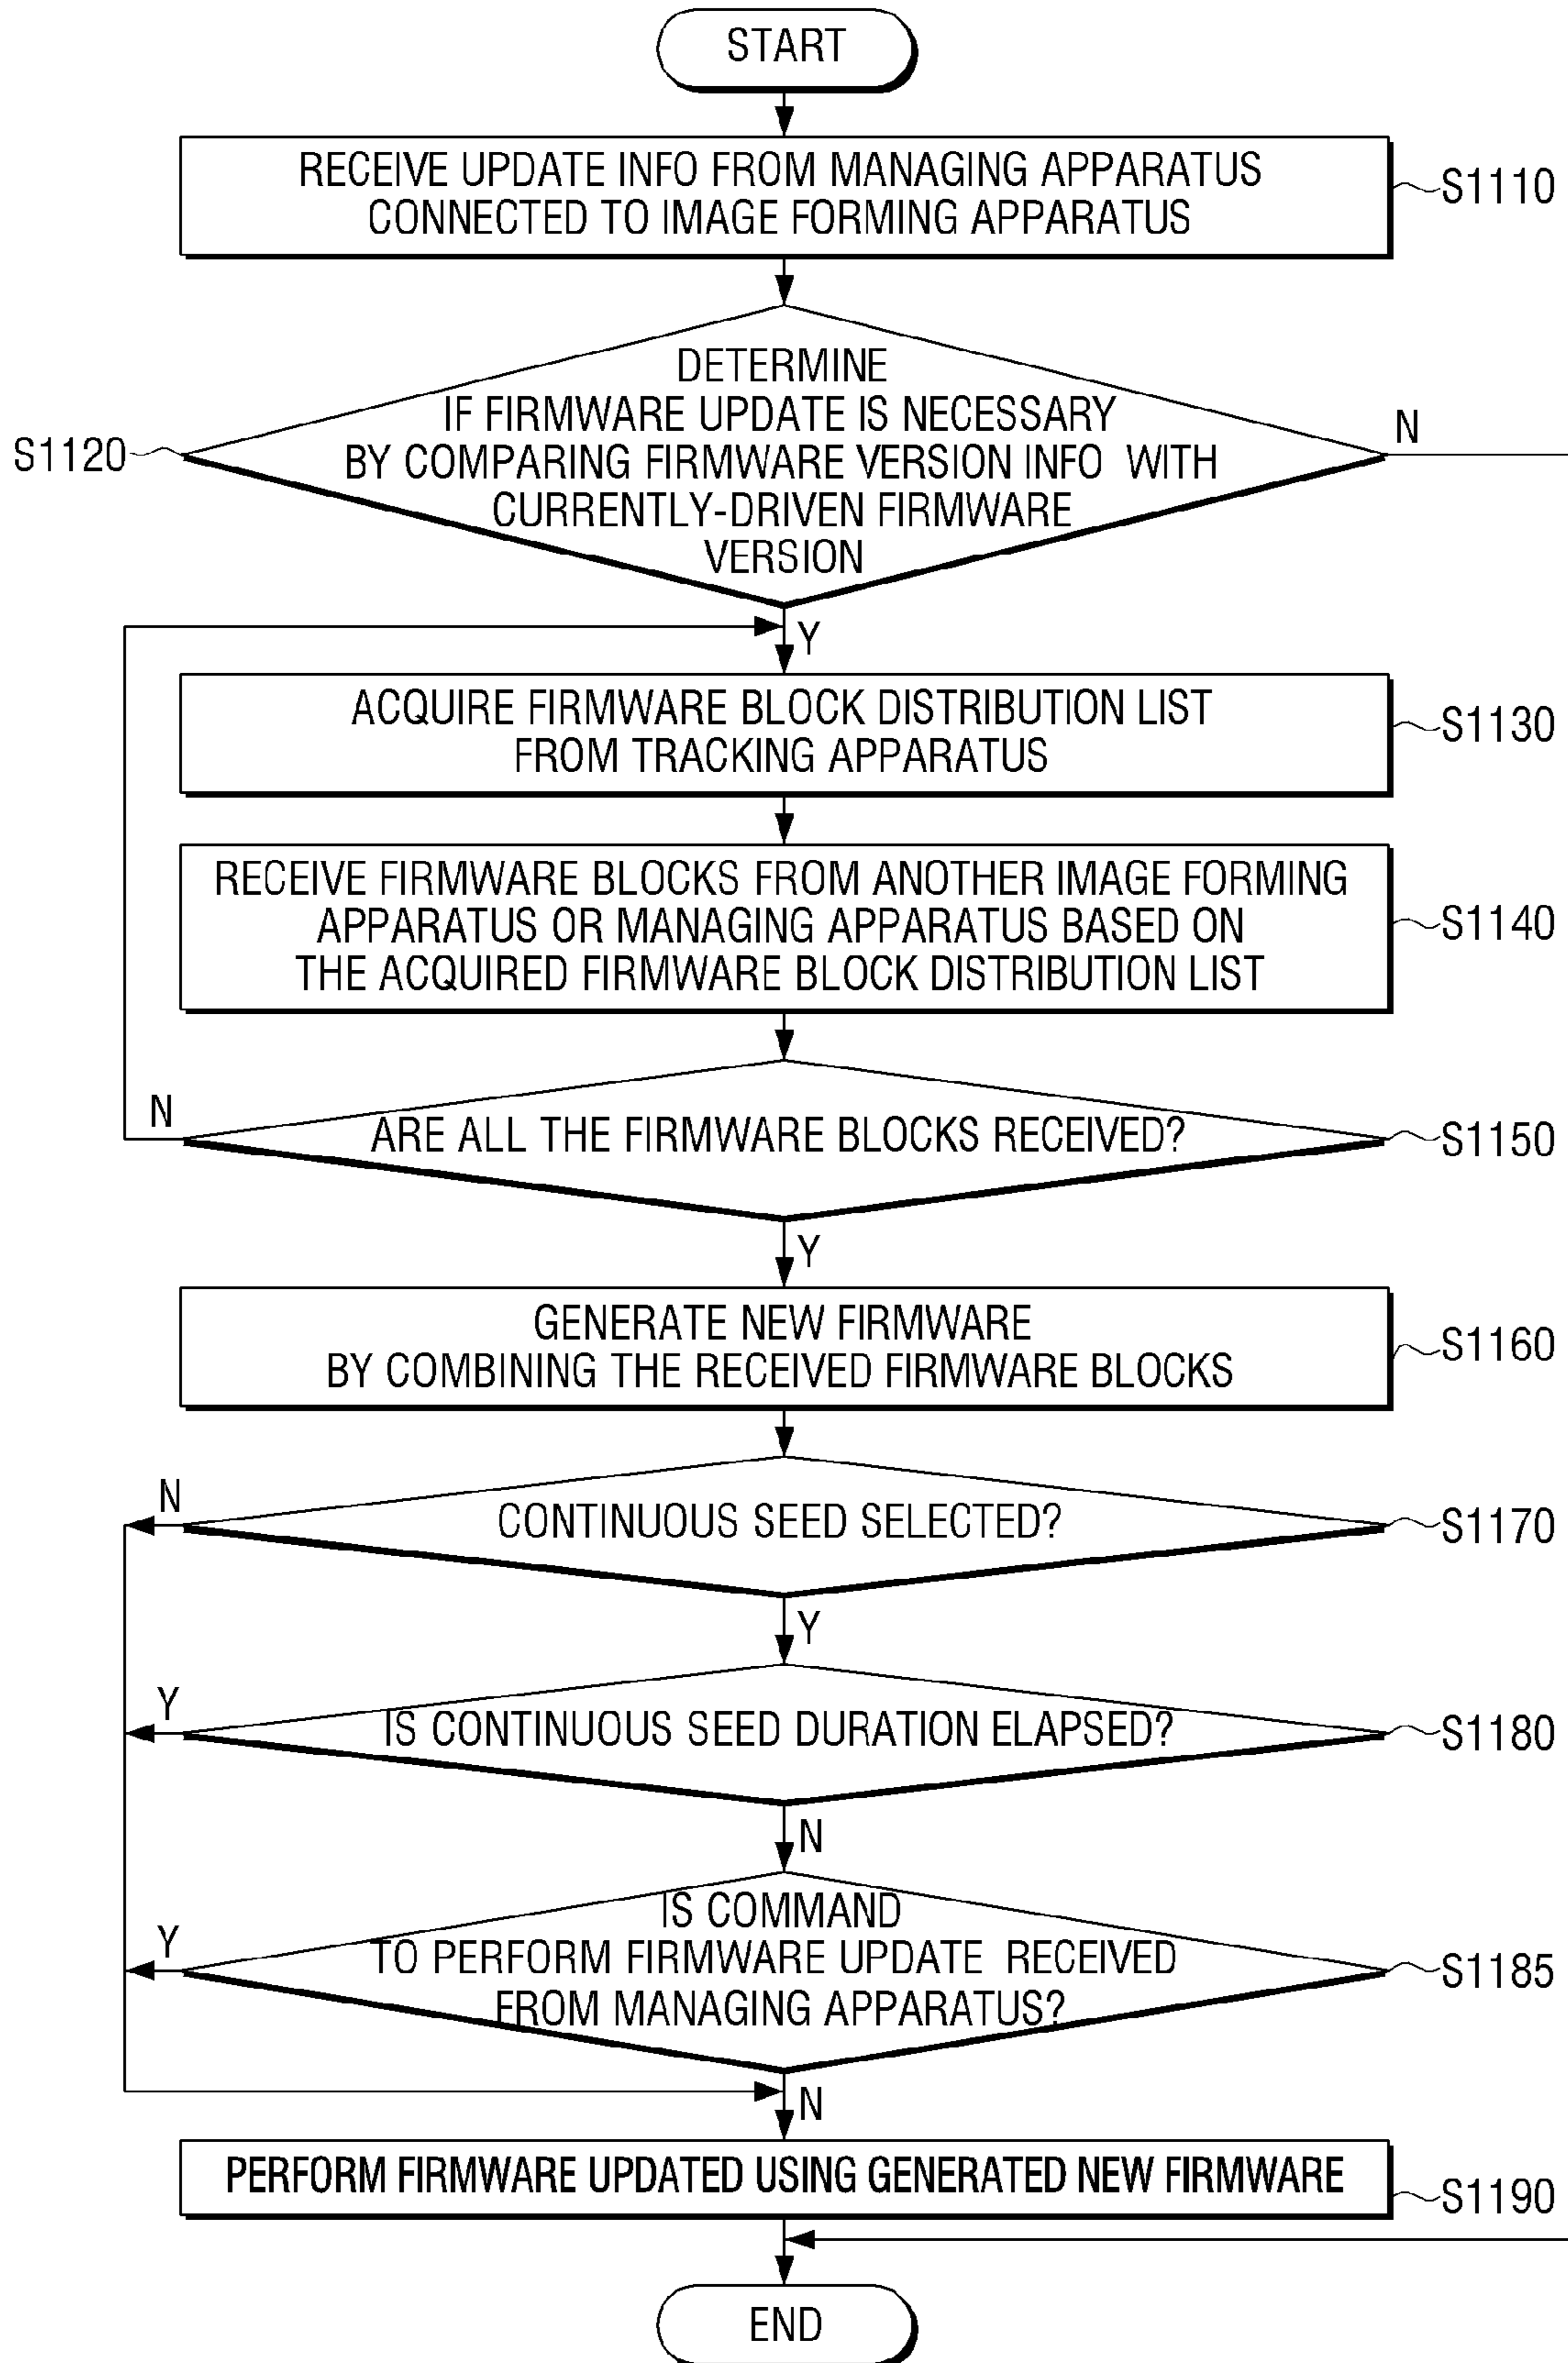 START
RECEIVE UPDATE INFO FROM MANAGING APPARATUS
CONNECTED TO IMAGE FORMING APPARATUS
S1110
DETERMINE
IF FIRMWARE UPDATE IS NECESSARY
BY COMPARING FIRMWARE VERSION INFO WITH
CURRENTLY-DRIVEN FIRMWARE
VERSION
S1120
N
Y
ACQUIRE FIRMWARE BLOCK DISTRIBUTION LIST
FROM TRACKING APPARATUS
S1130
RECEIVE FIRMWARE BLOCKS FROM ANOTHER IMAGE FORMING
APPARATUS OR MANAGING APPARATUS BASED ON
THE ACQUIRED FIRMWARE BLOCK DISTRIBUTION LIST
S1140
N
ARE ALL THE FIRMWARE BLOCKS RECEIVED?
S1150
Y
GENERATE NEW FIRMWARE
BY COMBINING THE RECEIVED FIRMWARE BLOCKS
S1160
N
CONTINUOUS SEED SELECTED?
S1170
Y
Y
IS CONTINUOUS SEED DURATION ELAPSED?
S1180
N
Y
IS COMMAND
TO PERFORM FIRMWARE UPDATE RECEIVED
FROM MANAGING APPARATUS?
S1185
N
PERFORM FIRMWARE UPDATED USING GENERATED NEW FIRMWARE
S1190
END